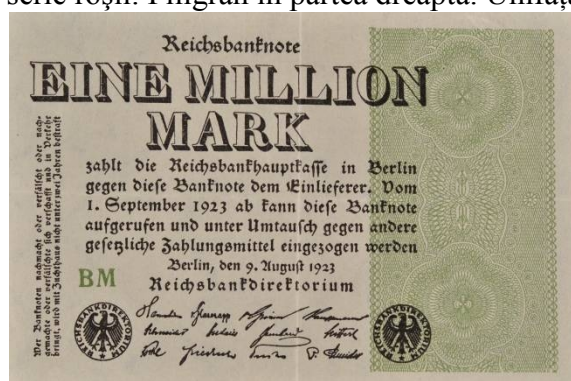 serie roșii. Filigran în partea dreaptă. Unifață
Reichsbanknote
EINE MILLION
MARK
zahlt die Reichsbankhauptkasse in Berlin
gegen diese Banknote dem Einlieferer. Vom
1. September 1923 ab kann diese Banknote
aufgerufen und unter Umtausch gegen andere
gesetzliche Zahlungsmittel eingezogen werden
Berlin, den 9. August 1923
Reichsbankdirektorium
BM
Wer Banknoten nachmacht oder verfälscht oder nach-
gemachte oder verfälschte sich verschafft und in Verkehr
bringt, wird mit Zuchthaus nicht unter zwei Jahren bestraft
REICHSBANKDIREKTORIUM
REICHSBANKDIREKTORIUM